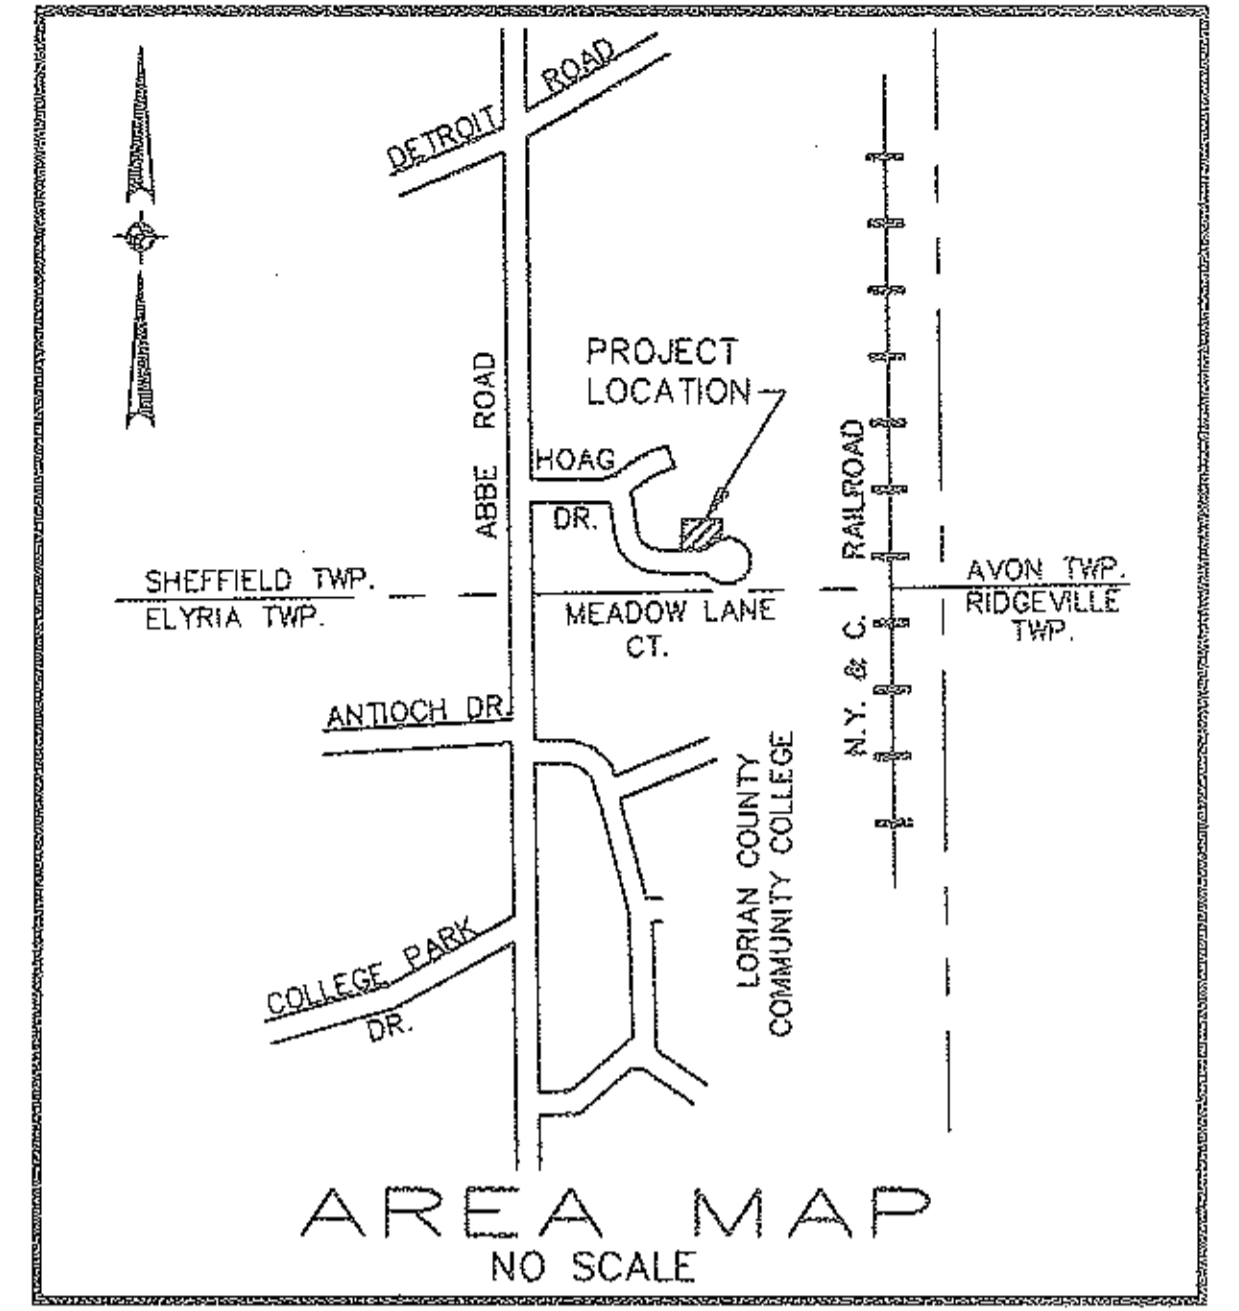 DETROIT ROAD
PROJECT
LOCATION
ABBE ROAD
HOAG
DR.
N.Y. & C. RAILROAD
SHEFFIELD TWP.
ELYRIA TWP.
AVON TWP.
RIDGEVILLE
TWP.
MEADOW LANE
CT.
ANTIOCH DR.
LORIAN COUNTY
COMMUNITY COLLEGE
COLLEGE PARK
DR.
AREA MAP
NO SCALE